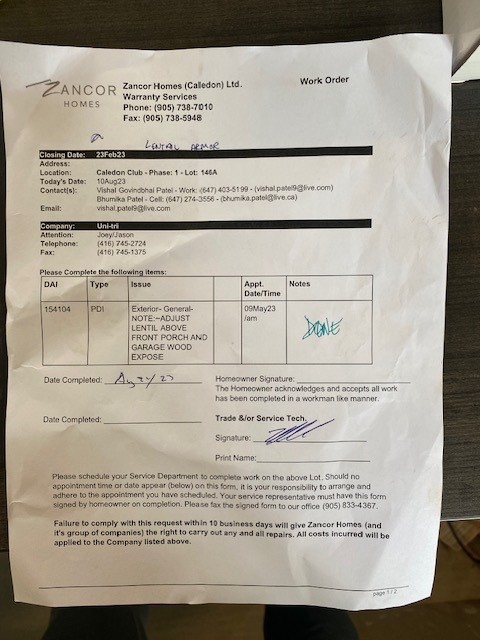 ZANCOR
HOMES
Zancor Homes (Caledon) Ltd.
Warranty Services
Phone: (905) 738-7010
Fax: (905) 738-5948
Work Order
LENTAIL ARMOR
Closing Date: 23Feb23
Address:
Location: Caledon Club - Phase: 1 - Lot: 146A
Today's Date: 10Aug23
Contact(s): Vishal Govindbhai Patel - Work: (647) 403-5199 - (vishal.patel9@live.com)
Bhumika Patel - Cell: (647) 274-3556 - (bhumika.patel@live.ca)
Email: vishal.patel9@live.com
Company: Uni-tri
Attention: Joey/Jason
Telephone: (416) 745-2724
Fax: (416) 745-1375
Please Complete the following items:
DAI Type Issue Appt. Date/Time Notes
154104 PDI Exterior- General- 09May23 DONE
NOTE:~ADJUST /am
LENTIL ABOVE
FRONT PORCH AND
GARAGE WOOD
EXPOSE
Date Completed: Homeowner Signature:
The Homeowner acknowledges and accepts all work
has been completed in a workman like manner.
Date Completed: Trade &/or Service Tech.
Signature:
Print Name:
Please schedule your Service Department to complete work on the above Lot. Should no
appointment time or date appear (below) on this form, it is your responsibility to arrange and
adhere to the appointment you have scheduled. Your service representative must have this form
signed by homeowner on completion. Please fax the signed form to our office (905) 833-4367.
Failure to comply with this request within 10 business days will give Zancor Homes (and
it's group of companies) the right to carry out any and all repairs. All costs incurred will be
applied to the Company listed above.
page 1 / 2